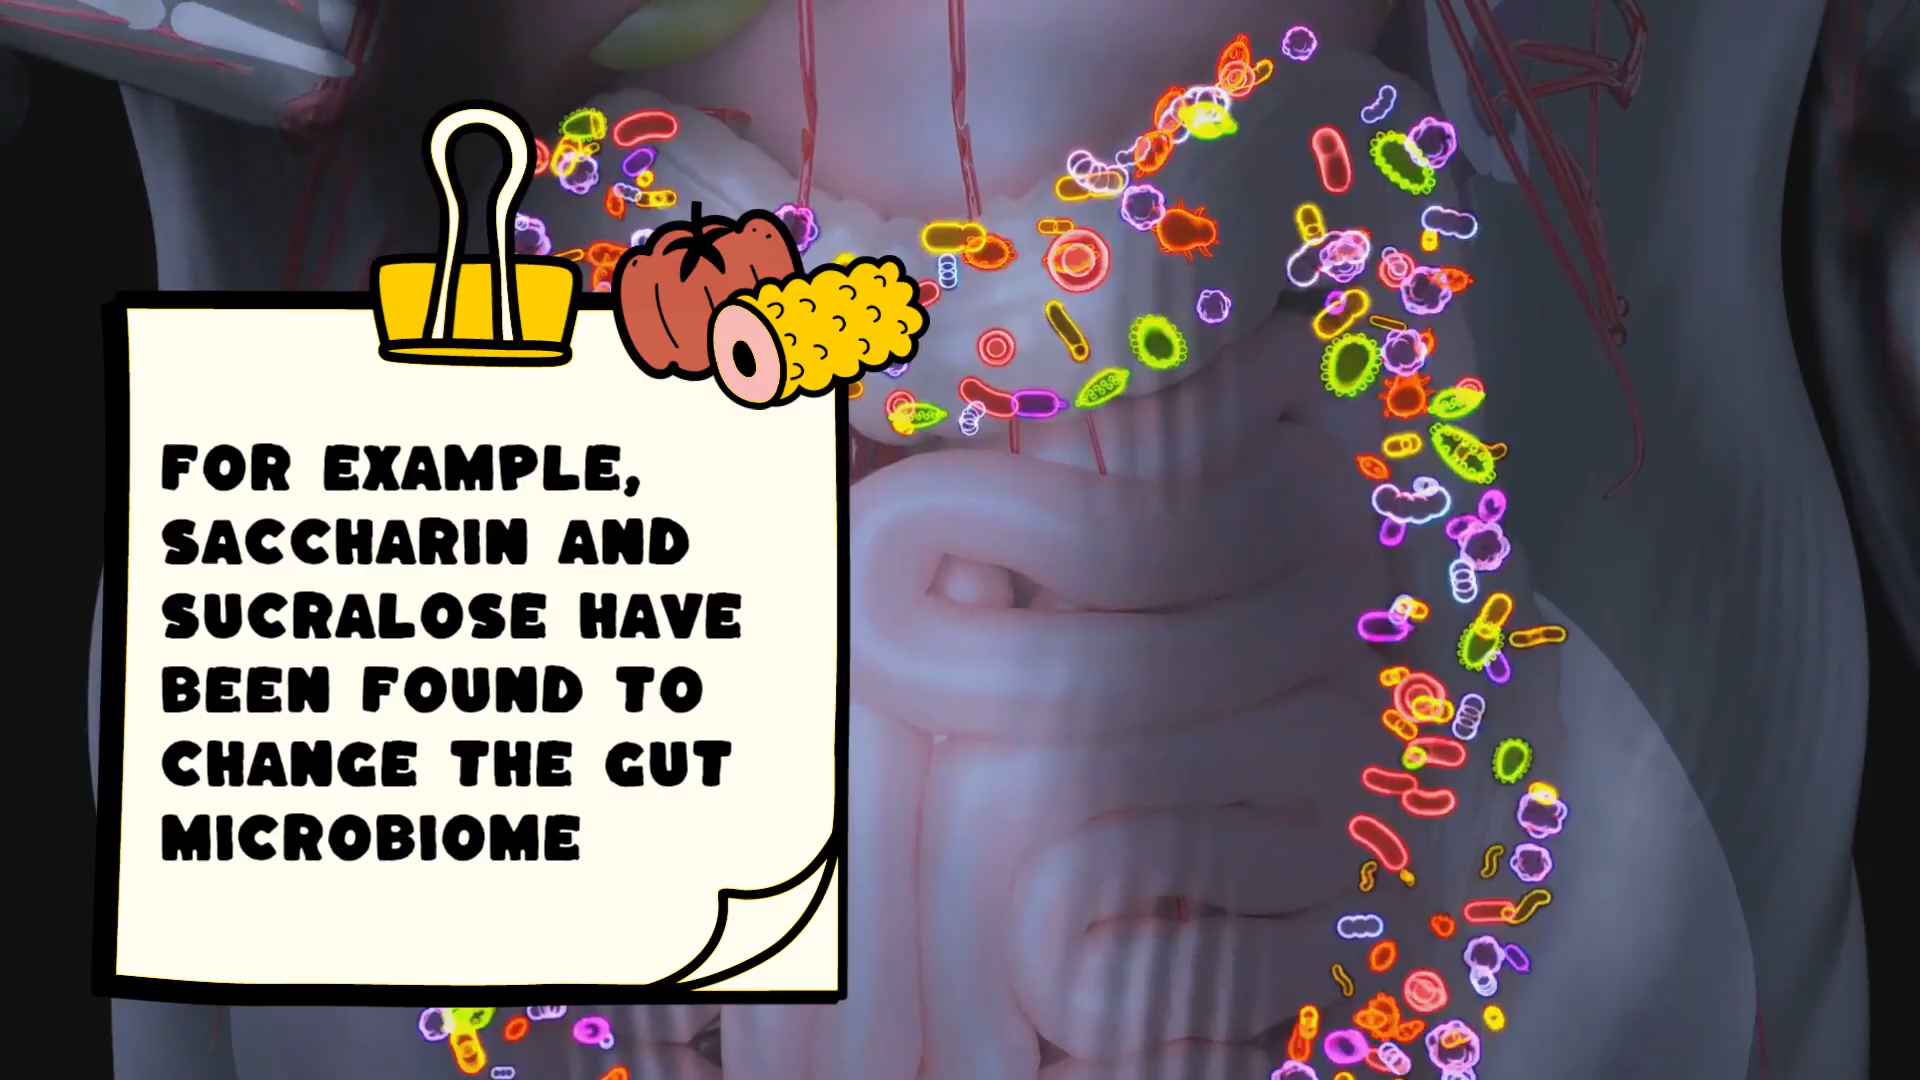 FOR EXAMPLE,
SACCHARIN AND
SUCRALOSE HAVE
BEEN FOUND TO
CHANGE THE GUT
MICROBIOME